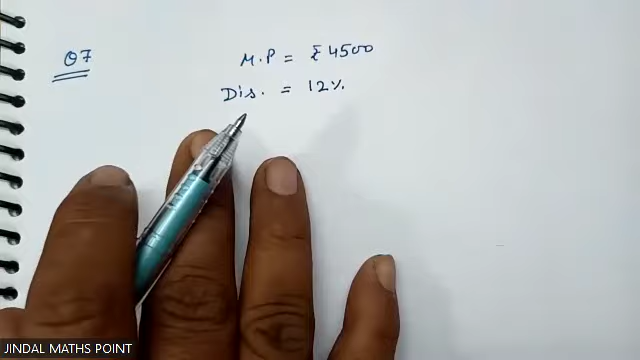 Q7
M.P = ₹ 4500
Dis. = 12%
JINDAL MATHS POINT